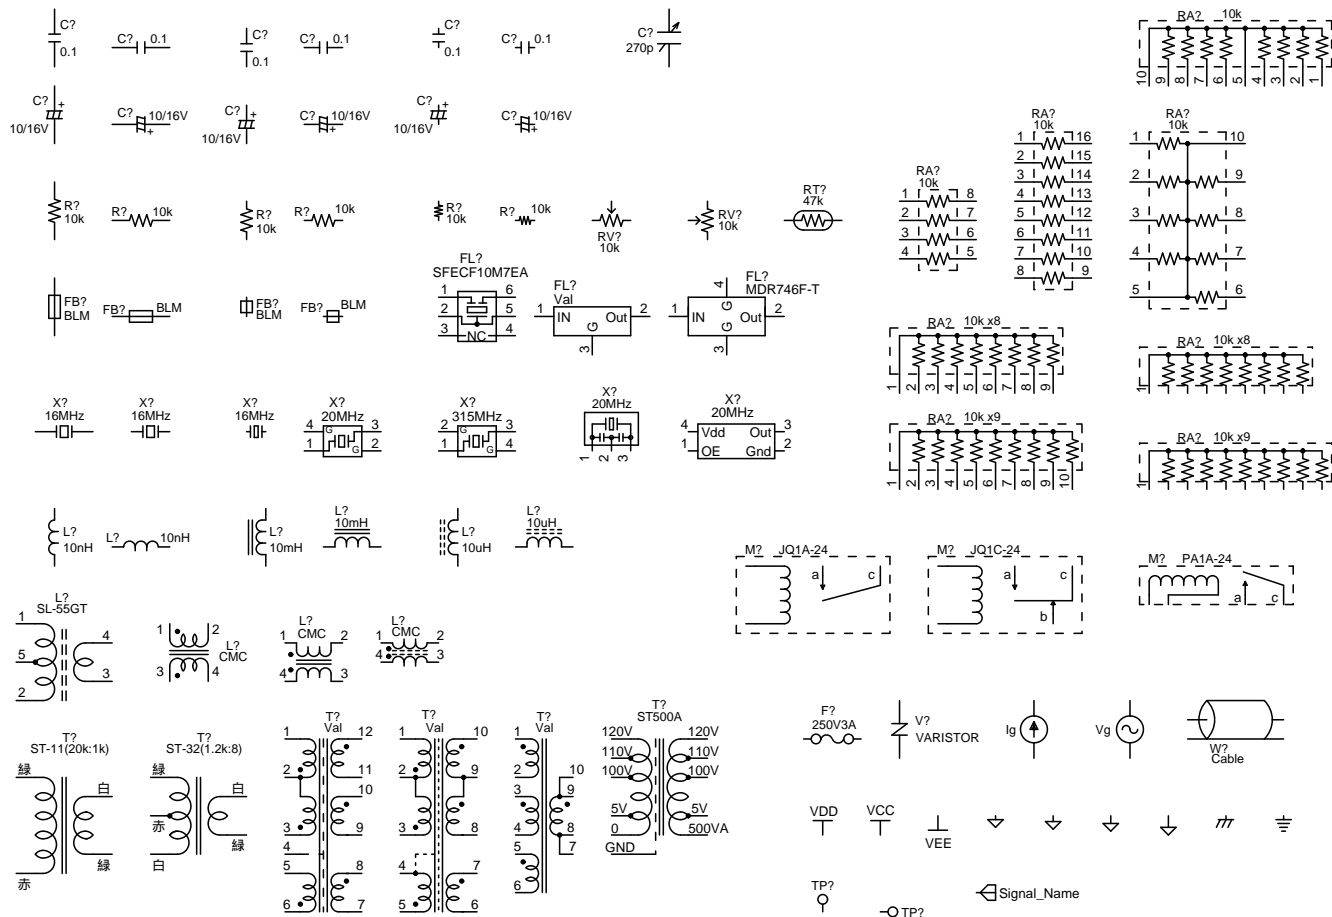 C?
0.1
C? 0.1
C?
0.1
C? 0.1
C?
0.1
C? 0.1
C?
270p
RA? 10k
10 9 8 7 6 5 4 3 2 1
C?
+
10/16V
C? 10/16V
+
C?
+
10/16V
C? 10/16V
+
C?
+
10/16V
C? 10/16V
+
RA?
10k
1 8
2 7
3 6
4 5
RA?
10k
1 16
2 15
3 14
4 13
5 12
6 11
7 10
8 9
RA?
10k
1 10
2 9
3 8
4 7
5 6
R?
10k
R? 10k
R?
10k
R? 10k
R?
10k
R? 10k
RV?
10k
RV?
10k
RT?
47k
FB?
BLM
FB? BLM
FB?
BLM
FB? BLM
FL?
SFECF10M7EA
1 6
2 5
3 NC 4
FL?
Val
1 IN Out 2
G
3
FL?
MDR746F-T
4
G
1 IN Out 2
G
3
RA? 10k x8
1 2 3 4 5 6 7 8 9
RA? 10k x8
1
X?
16MHz
X?
16MHz
X?
16MHz
X?
20MHz
4 G 3
1 G 2
X?
315MHz
2 G 3
1 G 4
X?
20MHz
1 2 3
X?
20MHz
4 Vdd Out 3
1 OE Gnd 2
RA? 10k x9
1 2 3 4 5 6 7 8 9 10
RA? 10k x9
1
L?
10nH
L? 10nH
L?
10mH
L?
10mH
L?
10uH
L?
10uH
M? JQ1A-24
a c
M? JQ1C-24
a c
b
M? PA1A-24
a c
L?
SL-55GT
1
4
5
3
2
1 2
L?
CMC
3 4
L?
CMC
1 2
4 3
L?
CMC
1 2
4 3
T?
ST-11(20k:1k)
緑
白
緑
赤
T?
ST-32(1.2k:8)
緑
白
赤
緑
白
T?
Val
1 12
2 11
10
3 9
4
5 8
6 7
T?
Val
1 10
2 9
3 8
4 7
5 6
T?
Val
1
2 10
3 9
4 8
5 7
6
T?
ST500A
120V 120V
110V 110V
100V 100V
5V 5V
0 500VA
GND
F?
250V3A
V?
VARISTOR
Ig
Vg
W?
Cable
VDD
VCC
VEE
TP?
TP?
Signal_Name